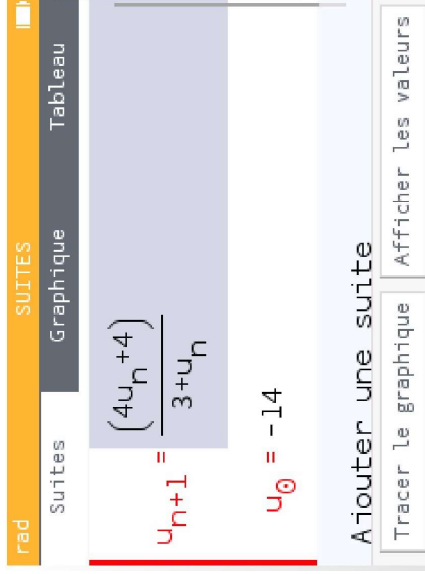 rad SUITES
Suites Graphique Tableau
uₙ₊₁ = (4uₙ+4)/3+uₙ
u₀ = -14
Ajouter une suite
Tracer le graphique Afficher les valeurs